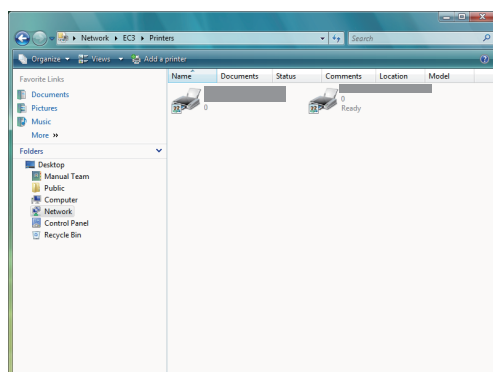 Network ▸ EC3 ▸ Printers
Search
Organize Views Add a printer
Favorite Links
Documents
Pictures
Music
More »
Folders
Desktop
Manual Team
Public
Computer
Network
Control Panel
Recycle Bin
Name Documents Status Comments Location Model
0
0
Ready